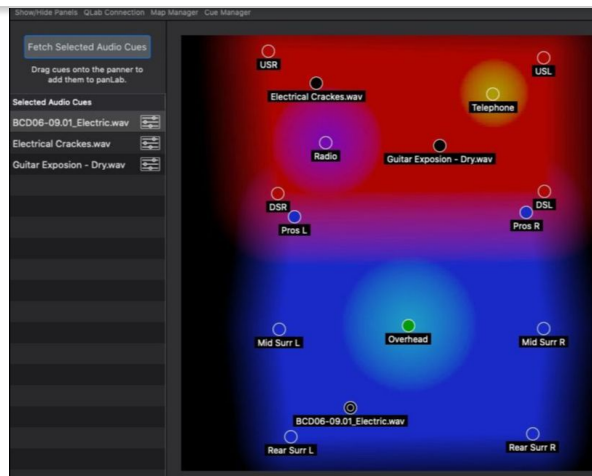 Show/Hide Panels QLab Connection Map Manager Cue Manager
Fetch Selected Audio Cues
Drag cues onto the panner to
add them to panLab.
Selected Audio Cues
BCD06-09.01_Electric.wav
Electrical Crackes.wav
Guitar Exposion - Dry.wav
USR
USL
Electrical Crackes.wav
Telephone
Radio
Guitar Exposion - Dry.wav
DSR
DSL
Pros L
Pros R
Mid Surr L
Overhead
Mid Surr R
BCD06-09.01_Electric.wav
Rear Surr L
Rear Surr R